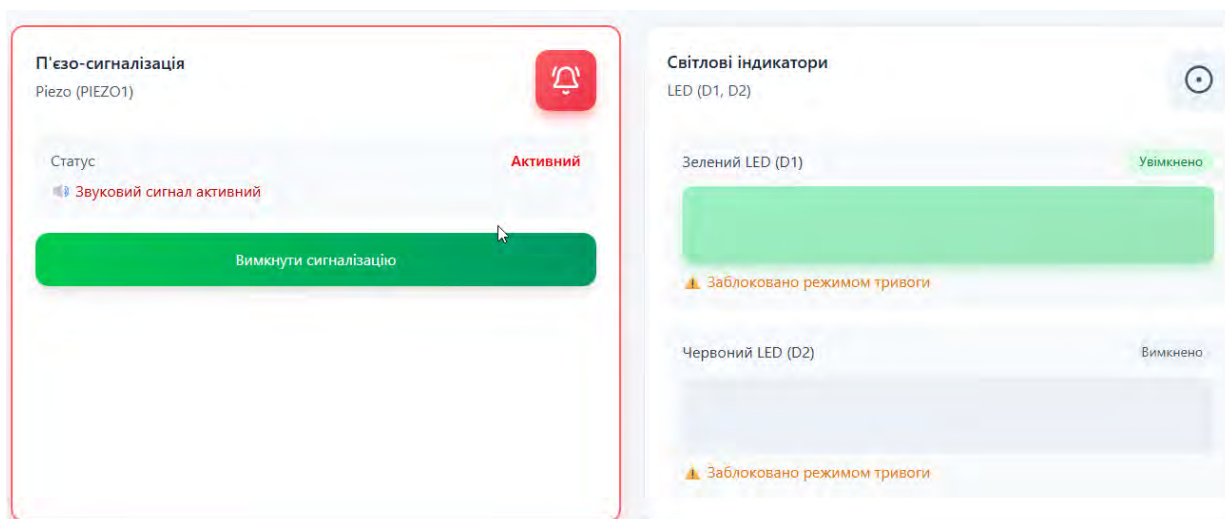 П'єзо-сигналізація
Piezo (PIEZO1)
Статус
Активний
Звуковий сигнал активний
Вимкнути сигналізацію
Світлові індикатори
LED (D1, D2)
Зелений LED (D1)
Увімкнено
Заблоковано режимом тривоги
Червоний LED (D2)
Вимкнено
Заблоковано режимом тривоги